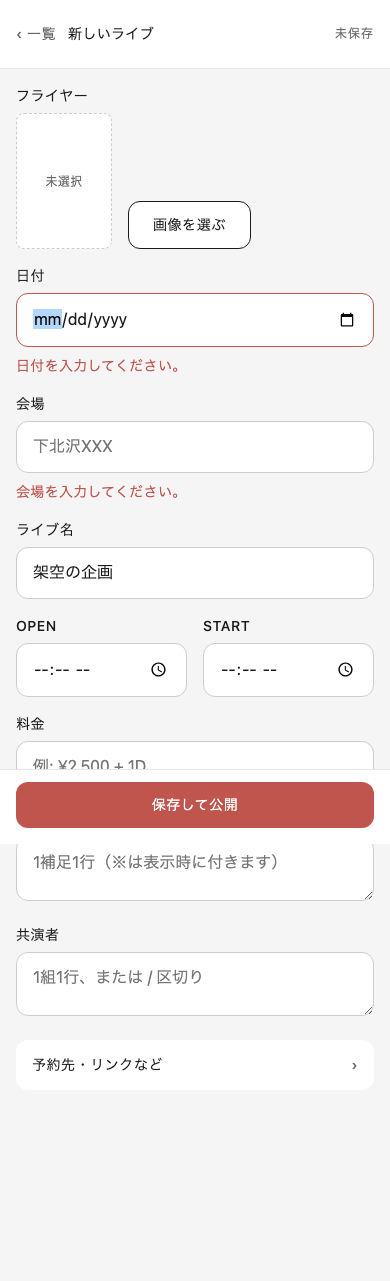 ‹ 一覧 新しいライブ 未保存
フライヤー
未選択
画像を選ぶ
日付
mm/dd/yyyy
日付を入力してください。
会場
下北沢XXX
会場を入力してください。
ライブ名
架空の企画
OPEN START
--:-- -- --:-- --
料金
例: ¥2,500 + 1D
保存して公開
1補足1行（※は表示時に付きます）
共演者
1組1行、または / 区切り
予約先・リンクなど ›